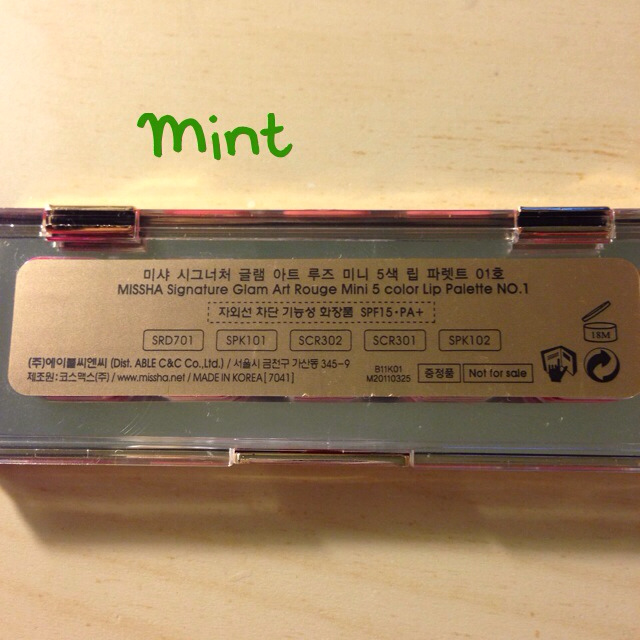 mint
미샤 시그너처 글램 아트 루즈 미니 5색 립 파렛트 01호
MISSHA Signature Glam Art Rouge Mini 5 color Lip Palette NO.1
자외선 차단 기능성 화장품 SPF15·PA+
SRD701 SPK101 SCR302 SCR301 SPK102
18M
(주)에이블씨엔씨 (Dist. ABLE C&C Co.,Ltd.) / 서울시 금천구 가산동 345-9
제조원:코스맥스(주) / www.missha.net / MADE IN KOREA [7041]
B11K01
M20110325
증정품 Not for sale